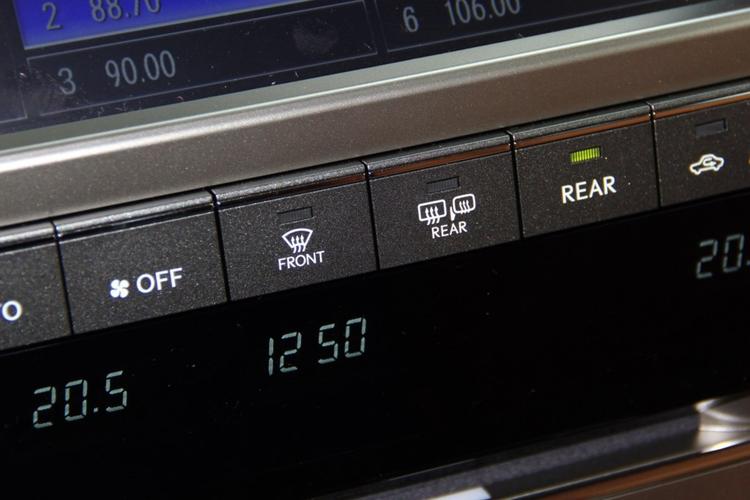 2 88.70
6 106.00
3 90.00
O
OFF
FRONT
REAR
REAR
20.5
12 50
20.